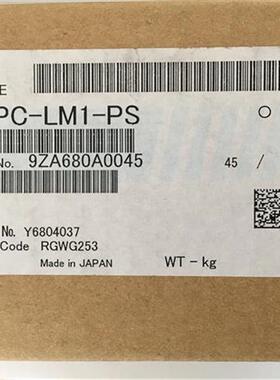 E
PC-LM1-PS
No. 9ZA680A0045 45 /
№ Y6804037
Code RGWG253
Made in JAPAN WT - kg